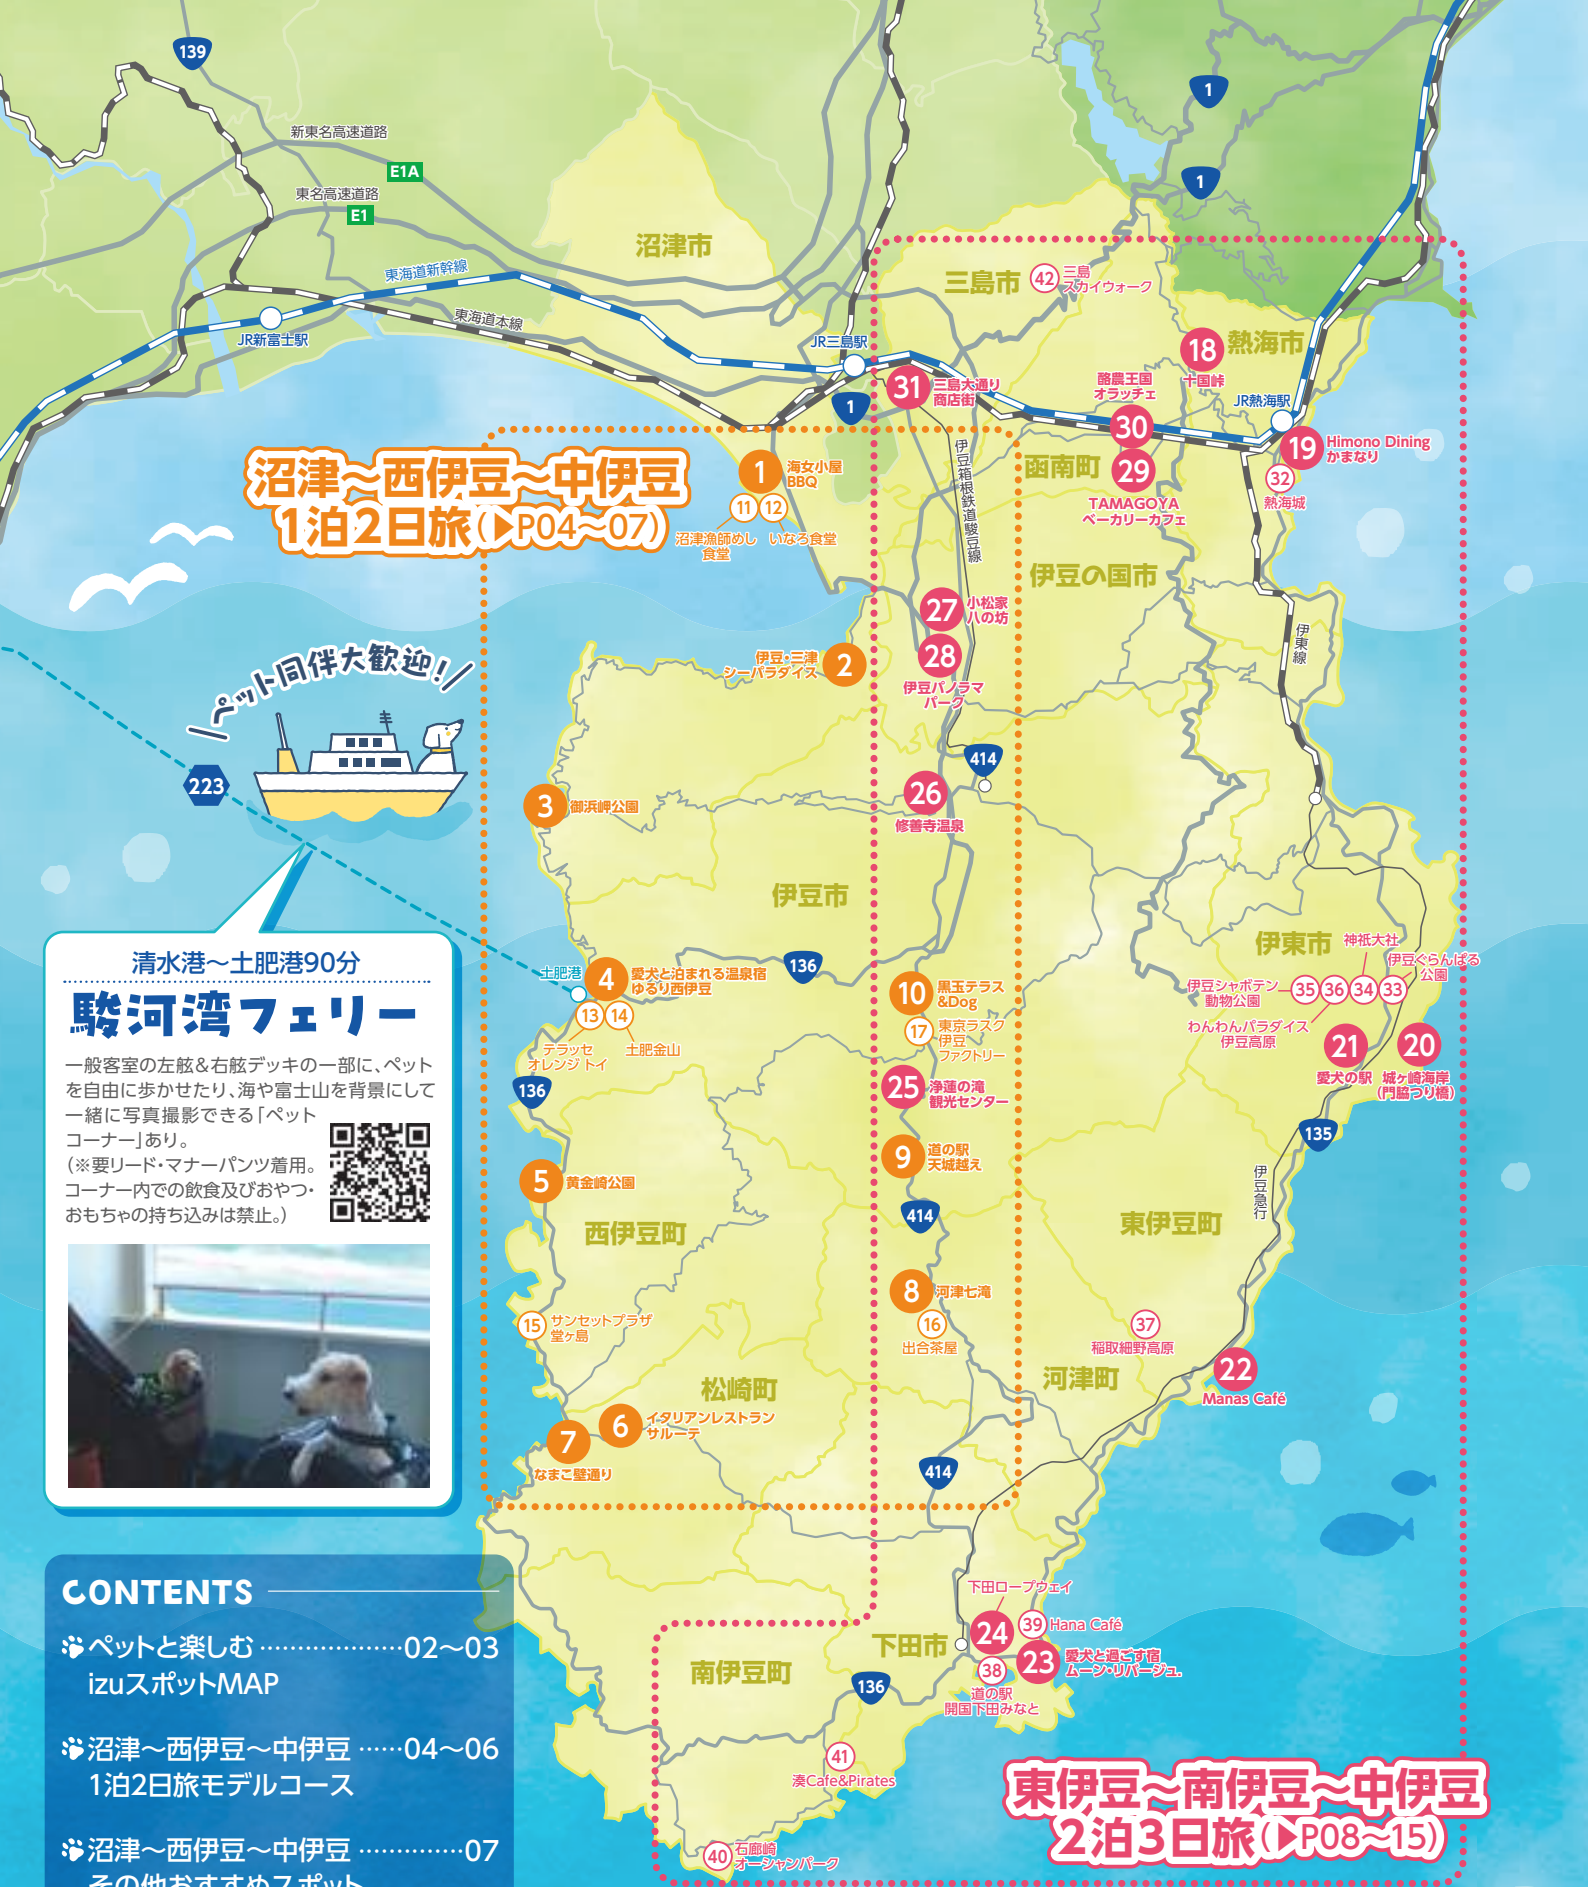 139
新東名高速道路
E1A
東名高速道路
E1
1
1
沼津市
東海道新幹線
東海道本線
JR新富士駅
JR三島駅
1
三島市
42 三島
スカイウォーク
18
十国峠
熱海市
31 三島大通り
商店街
酪農王国
オラッチェ
30
JR熱海駅
19 Himono Dining
かまなり
32
熱海城
函南町
29
TAMAGOYA
ベーカリーカフェ
伊豆箱根鉄道駿豆線
沼津〜西伊豆〜中伊豆
1泊2日旅(▶P04〜07)
1 海女小屋
BBQ
11 12
沼津漁師めし
食堂
いなろ食堂
伊豆の国市
27 小松家
八の坊
28
伊豆パノラマ
パーク
伊東線
伊豆・三津
シーパラダイス
2
ペット同伴大歓迎!
223
414
3 御浜岬公園
26
修善寺温泉
伊豆市
伊東市
神祇大社
伊豆ぐらんぱる
公園
伊豆シャボテン
動物公園
35 36 34 33
わんわんパラダイス
伊豆高原
21
愛犬の駅
20
城ヶ崎海岸
(門脇つり橋)
135
136
土肥港
4 愛犬と泊まれる温泉宿
ゆるり西伊豆
13 14
テラッセ
オレンジ トイ
土肥金山
136
10 黒玉テラス
&Dog
17 東京ラスク
伊豆
ファクトリー
25 浄蓮の滝
観光センター
9 道の駅
天城越え
414
5 黄金崎公園
西伊豆町
東伊豆町
伊豆急行
8 河津七滝
16
出合茶屋
15 サンセットプラザ
堂ヶ島
37
稲取細野高原
河津町
22
Manas Café
松崎町
6 イタリアンレストラン
サルーテ
7
なまこ壁通り
414
清水港〜土肥港90分
駿河湾フェリー
一般客室の左舷&右舷デッキの一部に、ペット
を自由に歩かせたり、海や富士山を背景にして
一緒に写真撮影できる「ペット
コーナー」あり。
(※要リード・マナーパンツ着用。
コーナー内での飲食及びおやつ・
おもちゃの持ち込みは禁止。)
下田ロープウェイ
24
39 Hana Café
下田市
23 愛犬と過ごす宿
ムーン・リバージュ.
38
道の駅
開国下田みなと
南伊豆町
136
41
湊Cafe&Pirates
40 石廊崎
オーシャンパーク
東伊豆〜南伊豆〜中伊豆
2泊3日旅(▶P08〜15)
CONTENTS
ペットと楽しむ ………………02〜03
izuスポットMAP
沼津〜西伊豆〜中伊豆 ……04〜06
1泊2日旅モデルコース
沼津〜西伊豆〜中伊豆 …………07
その他おすすめスポット